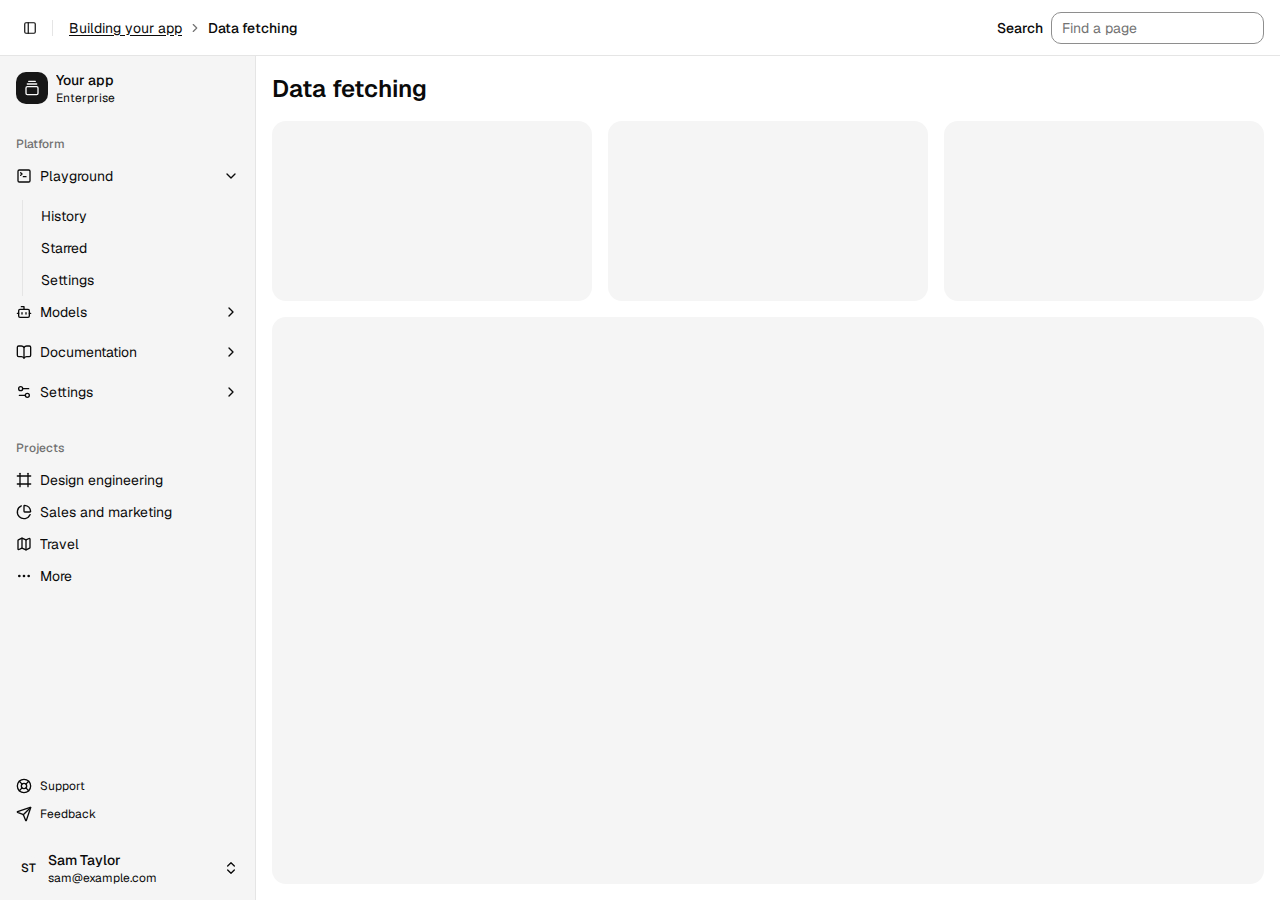 Building your app
Data fetching
Search
Find a page
Your app
Enterprise
Platform
Playground
History
Starred
Settings
Models
Documentation
Settings
Projects
Design engineering
Sales and marketing
Travel
More
Support
Feedback
ST
Sam Taylor
sam@example.com
Data fetching